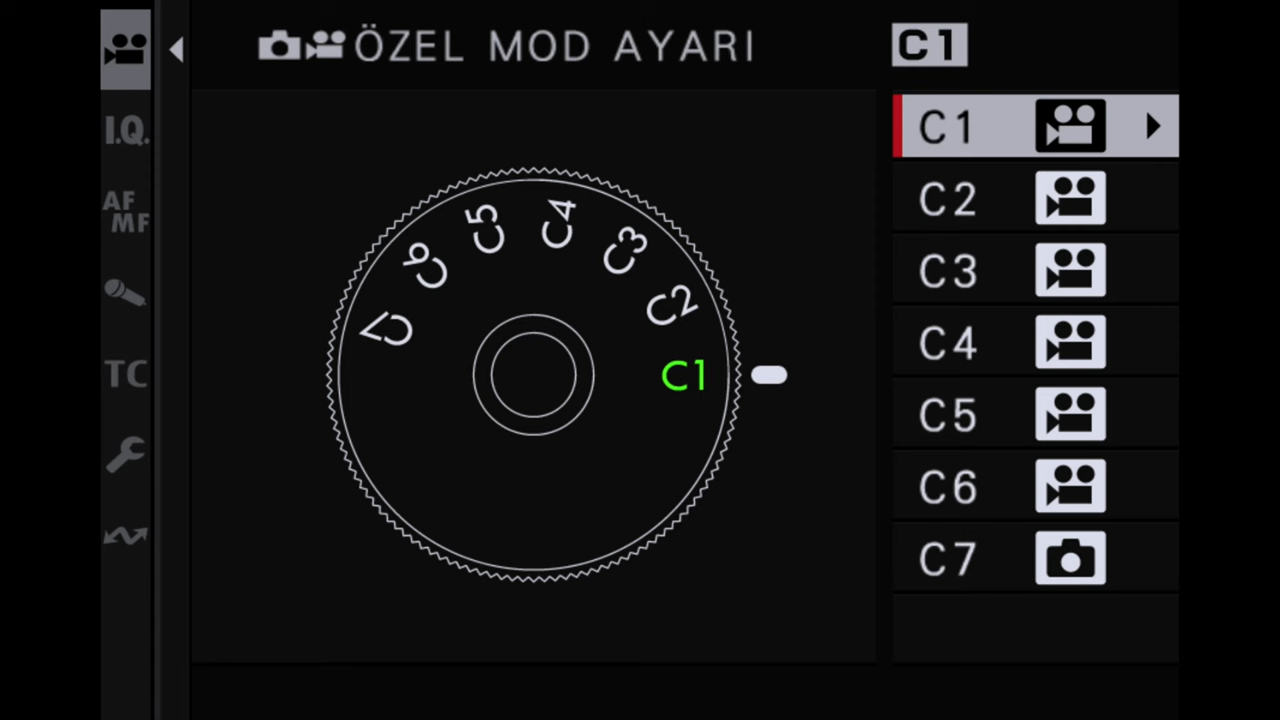 ÖZEL MOD AYARI
C1
I.Q.
AF
MF
TC
C1
C2
C3
C4
C5
C6
C7
C1
C2
C3
C4
C5
C6
C7